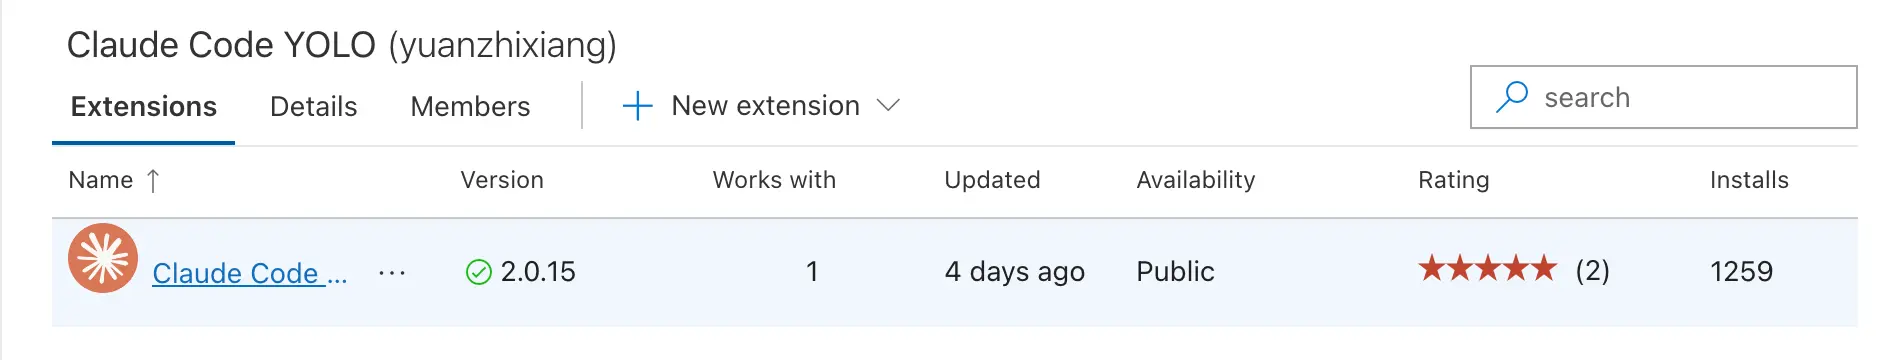 Claude Code YOLO (yuanzhixiang)
Extensions Details Members New extension search
Name ↑ Version Works with Updated Availability Rating Installs
Claude Code ... ··· 2.0.15 1 4 days ago Public ★★★★★ (2) 1259